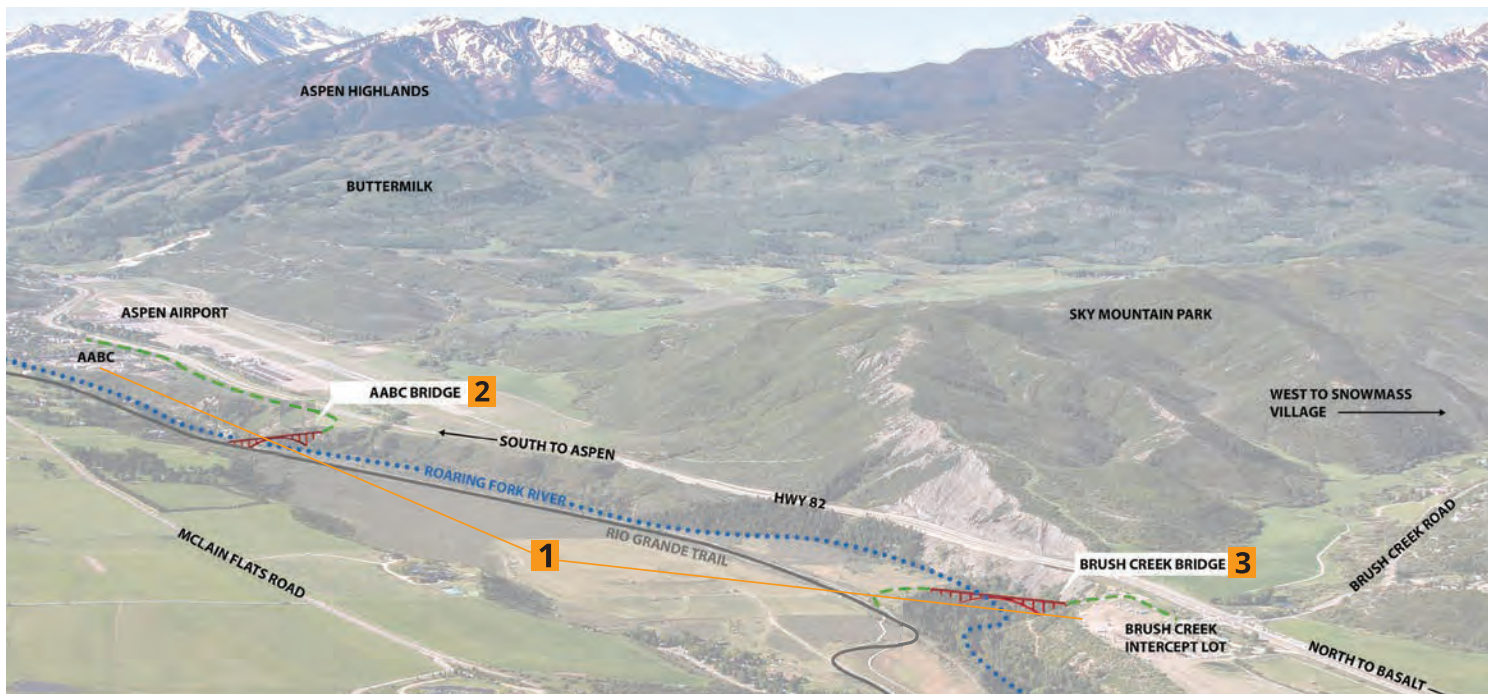 ASPEN HIGHLANDS
BUTTERMILK
ASPEN AIRPORT
SKY MOUNTAIN PARK
AABC
AABC BRIDGE 2
WEST TO SNOWMASS
VILLAGE
SOUTH TO ASPEN
ROARING FORK RIVER
HWY 82
RIO GRANDE TRAIL
MCLAIN FLATS ROAD
1
BRUSH CREEK BRIDGE 3
BRUSH CREEK ROAD
BRUSH CREEK
INTERCEPT LOT
NORTH TO BASALT